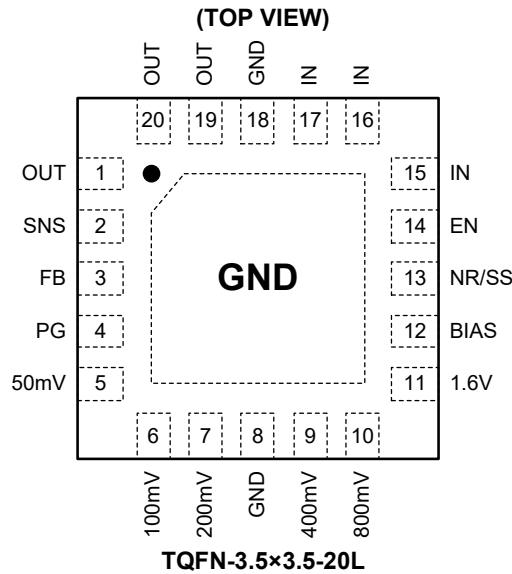 (TOP VIEW)
OUT OUT GND IN IN
20 19 18 17 16
OUT 1 15 IN
SNS 2 14 EN
FB 3 GND 13 NR/SS
PG 4 12 BIAS
50mV 5 11 1.6V
6 7 8 9 10
100mV 200mV GND 400mV 800mV
TQFN-3.5×3.5-20L